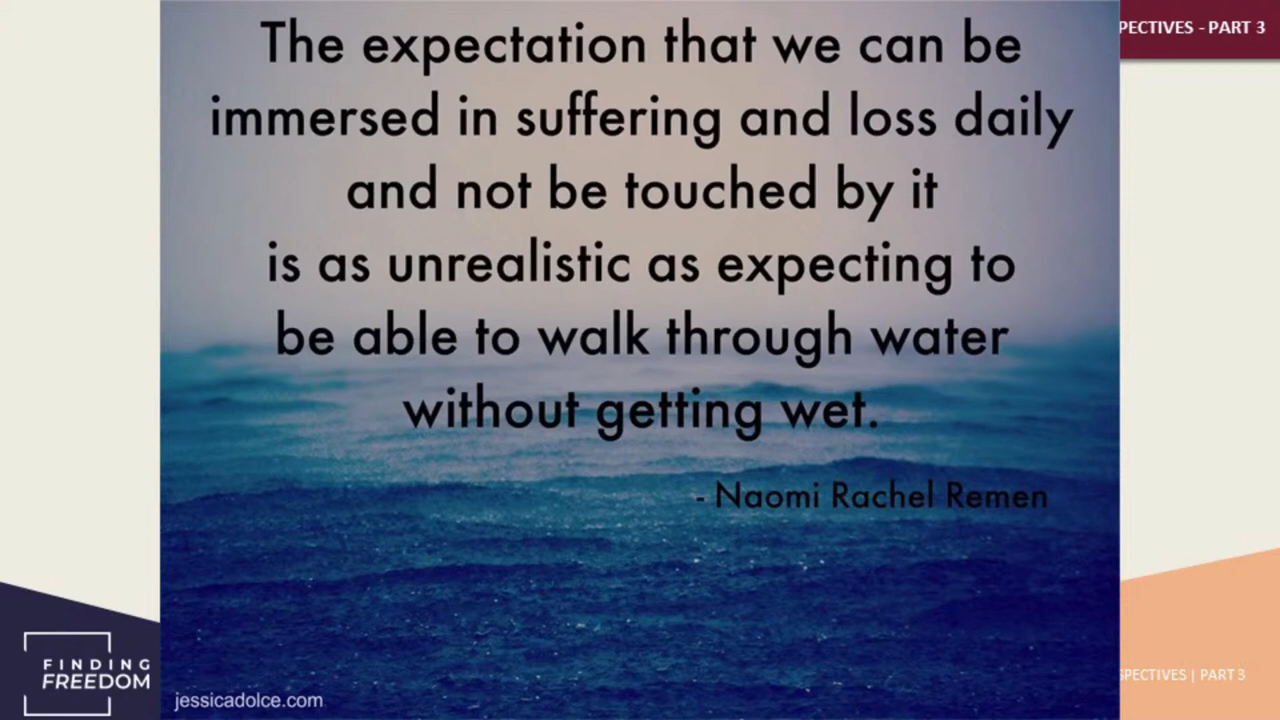 The expectation that we can be
immersed in suffering and loss daily
and not be touched by it
is as unrealistic as expecting to
be able to walk through water
without getting wet.
- Naomi Rachel Remen
jessicadolce.com
PECTIVES - PART 3
FINDING
FREEDOM
SPECTIVES | PART 3